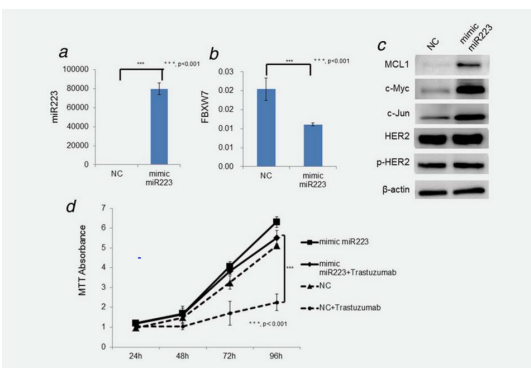 a
***
***, p=0.001
miR223
100000
80000
60000
40000
20000
0
NC
mimic
miR223
b
***
***, p=0.001
FBXW7
0.03
0.03
0.02
0.02
0.01
0.01
0.00
NC
mimic
miR223
c
NC
mimic
miR223
MCL1
c-Myc
c-Jun
HER2
p-HER2
β-actin
d
MTT Absorbance
7
6
5
4
3
2
1
0
24h
48h
72h
96h
mimic miR223
mimic
miR223+Trastuzumab
NC
NC+Trastuzumab
***
***, p<0.001